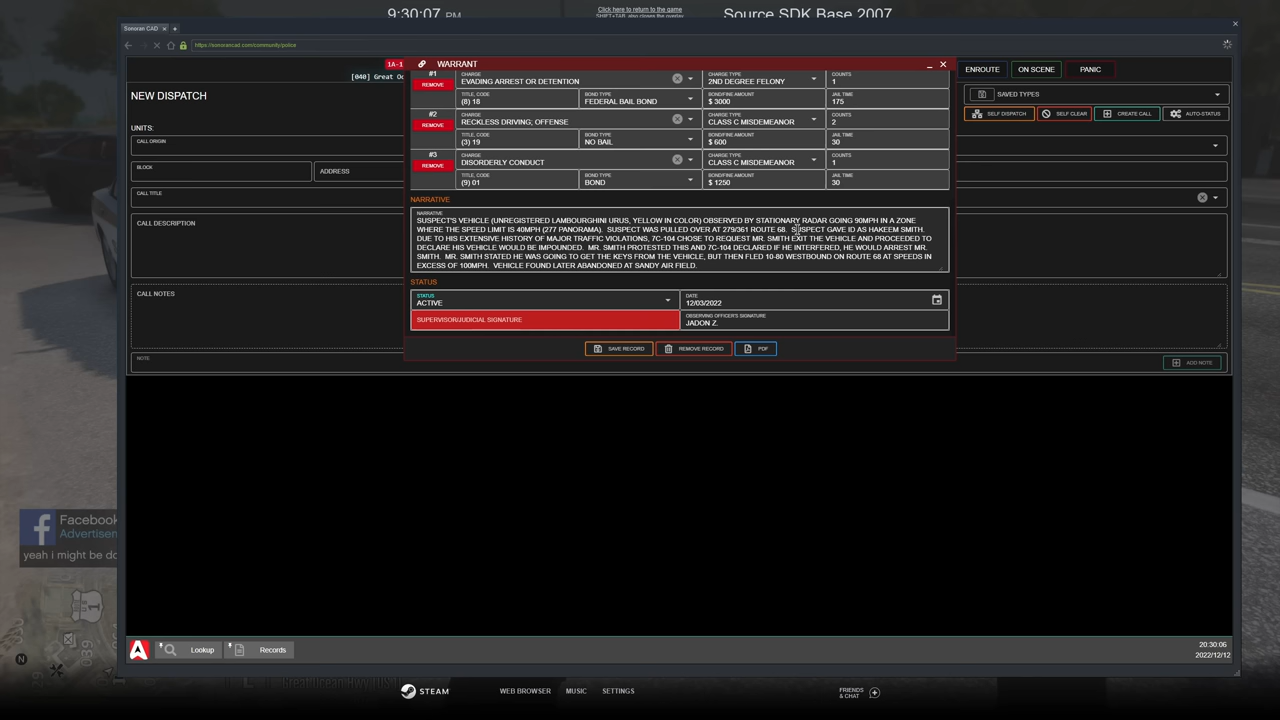 9:30:07 PM
Click here to return to the game
SHIFT+TAB also closes the overlay
Source SDK Base 2007
Sonoran CAD
https://sonorancad.com/community/police
1A-1
WARRANT
ENROUTE
ON SCENE
PANIC
[040] Great Oc
NEW DISPATCH
SAVED TYPES
SELF DISPATCH
SELF CLEAR
CREATE CALL
AUTO-STATUS
UNITS:
CALL ORIGIN
BLOCK
ADDRESS
CALL TITLE
CALL DESCRIPTION
CALL NOTES
NOTE
ADD NOTE
#1
REMOVE
CHARGE
EVADING ARREST OR DETENTION
CHARGE TYPE
2ND DEGREE FELONY
COUNTS
1
TITLE, CODE
(8) 18
BOND TYPE
FEDERAL BAIL BOND
BOND/FINE AMOUNT
$ 3000
JAIL TIME
175
#2
REMOVE
CHARGE
RECKLESS DRIVING; OFFENSE
CHARGE TYPE
CLASS C MISDEMEANOR
COUNTS
2
TITLE, CODE
(3) 19
BOND TYPE
NO BAIL
BOND/FINE AMOUNT
$ 600
JAIL TIME
30
#3
REMOVE
CHARGE
DISORDERLY CONDUCT
CHARGE TYPE
CLASS C MISDEMEANOR
COUNTS
1
TITLE, CODE
(9) 01
BOND TYPE
BOND
BOND/FINE AMOUNT
$ 1250
JAIL TIME
30
NARRATIVE
NARRATIVE
SUSPECT'S VEHICLE (UNREGISTERED LAMBOURGHINI URUS, YELLOW IN COLOR) OBSERVED BY STATIONARY RADAR GOING 90MPH IN A ZONE
WHERE THE SPEED LIMIT IS 40MPH (277 PANORAMA). SUSPECT WAS PULLED OVER AT 279/361 ROUTE 68. SUSPECT GAVE ID AS HAKEEM SMITH.
DUE TO HIS EXTENSIVE HISTORY OF MAJOR TRAFFIC VIOLATIONS, 7C-104 CHOSE TO REQUEST MR. SMITH EXIT THE VEHICLE AND PROCEEDED TO
DECLARE HIS VEHICLE WOULD BE IMPOUNDED. MR. SMITH PROTESTED THIS AND 7C-104 DECLARED IF HE INTERFERED, HE WOULD ARREST MR.
SMITH. MR. SMITH STATED HE WAS GOING TO GET THE KEYS FROM THE VEHICLE, BUT THEN FLED 10-80 WESTBOUND ON ROUTE 68 AT SPEEDS IN
EXCESS OF 100MPH. VEHICLE FOUND LATER ABANDONED AT SANDY AIR FIELD.
STATUS
STATUS
ACTIVE
DATE
12/03/2022
SUPERVISOR/JUDICIAL SIGNATURE
OBSERVING OFFICER'S SIGNATURE
JADON Z.
SAVE RECORD
REMOVE RECORD
PDF
Facebook
Advertisen
yeah i might be do
Lookup
Records
20:30:06
2022/12/12
N
STEAM
WEB BROWSER
MUSIC
SETTINGS
FRIENDS
& CHAT